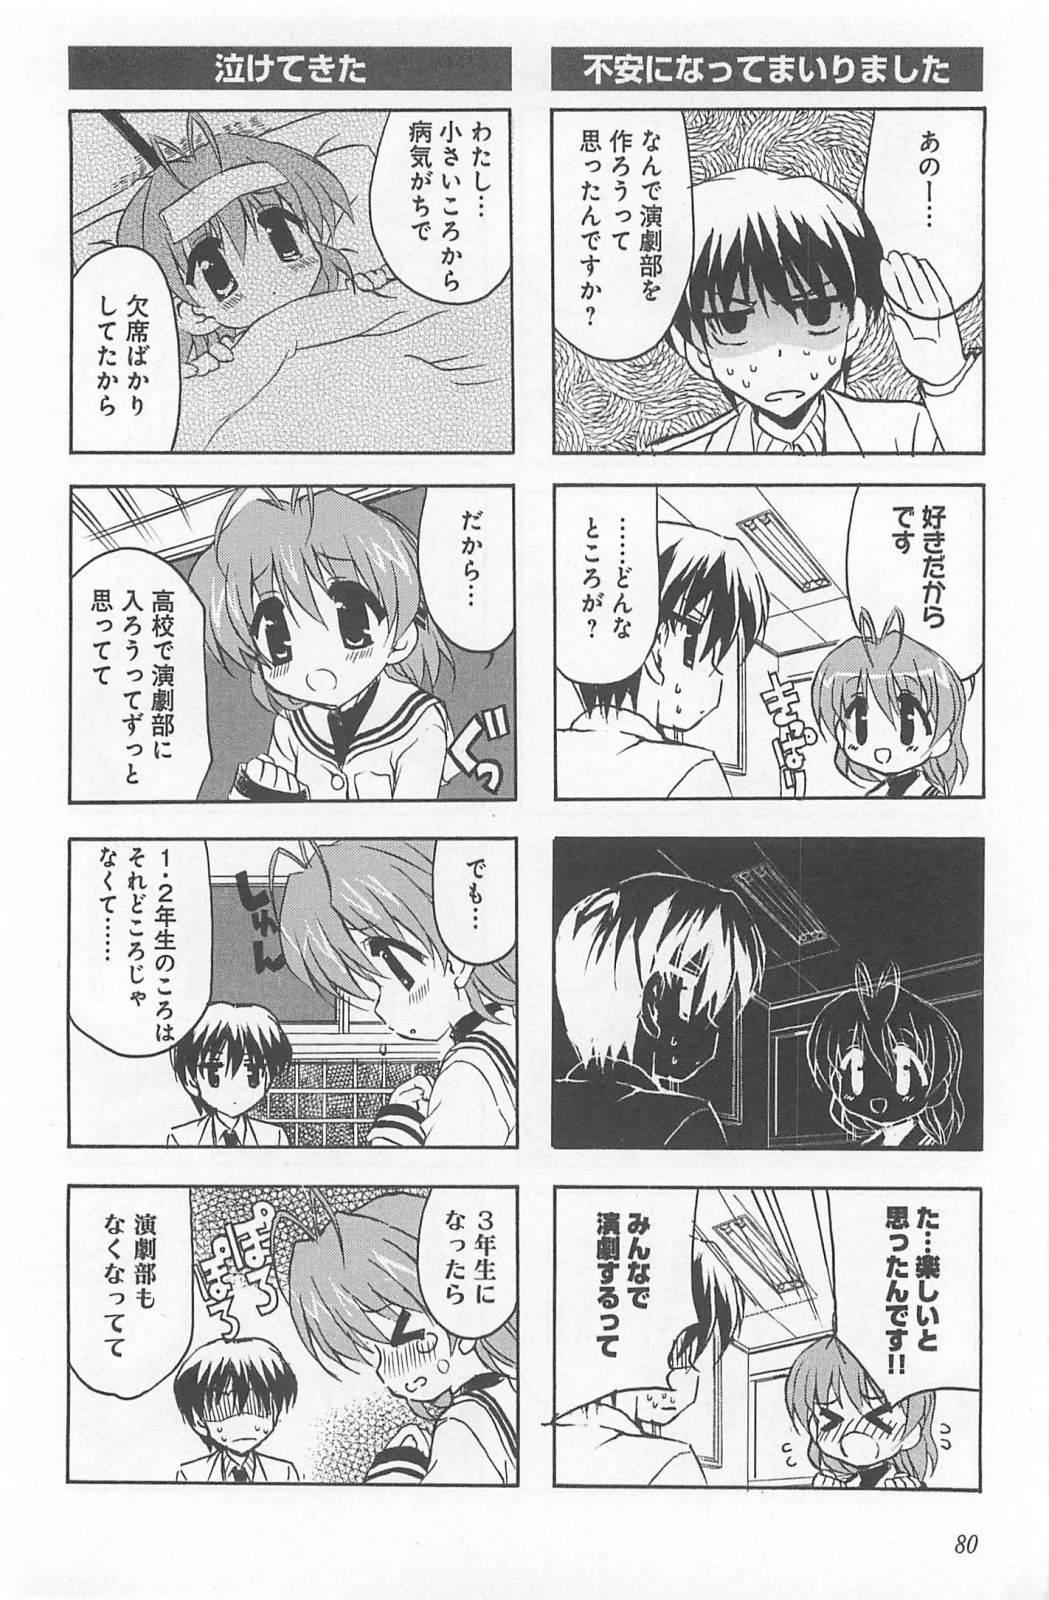 不安になってまいりました
あのー…
なんで演劇部を
作ろうって
思ったんですか？
好きだから
です
きっぱり
……どんな
ところが？
た…楽しいと
思ったんです!!
みんなで
演劇するって
泣けてきた
わたし…
小さいころから
病気がちで
欠席ばかり
してたから
だから…
高校で演劇部に
入ろうってずっと
思ってて
ぐっ
でも…
しゅん
1・2年生のころは
それどころじゃ
なくて……
3年生に
なったら
ぽろ
ぽろ
演劇部も
なくなってて
80